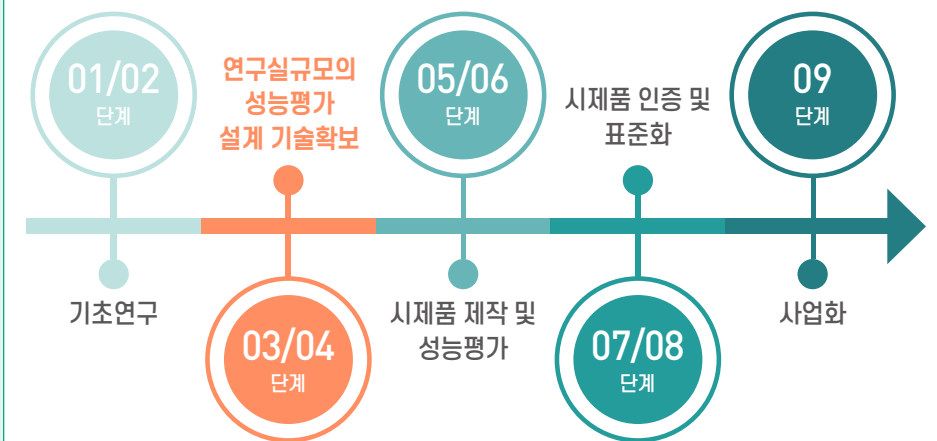 01/02
단계
기초연구
연구실규모의
성능평가
설계 기술확보
03/04
단계
05/06
단계
시제품 제작 및
성능평가
시제품 인증 및
표준화
07/08
단계
09
단계
사업화